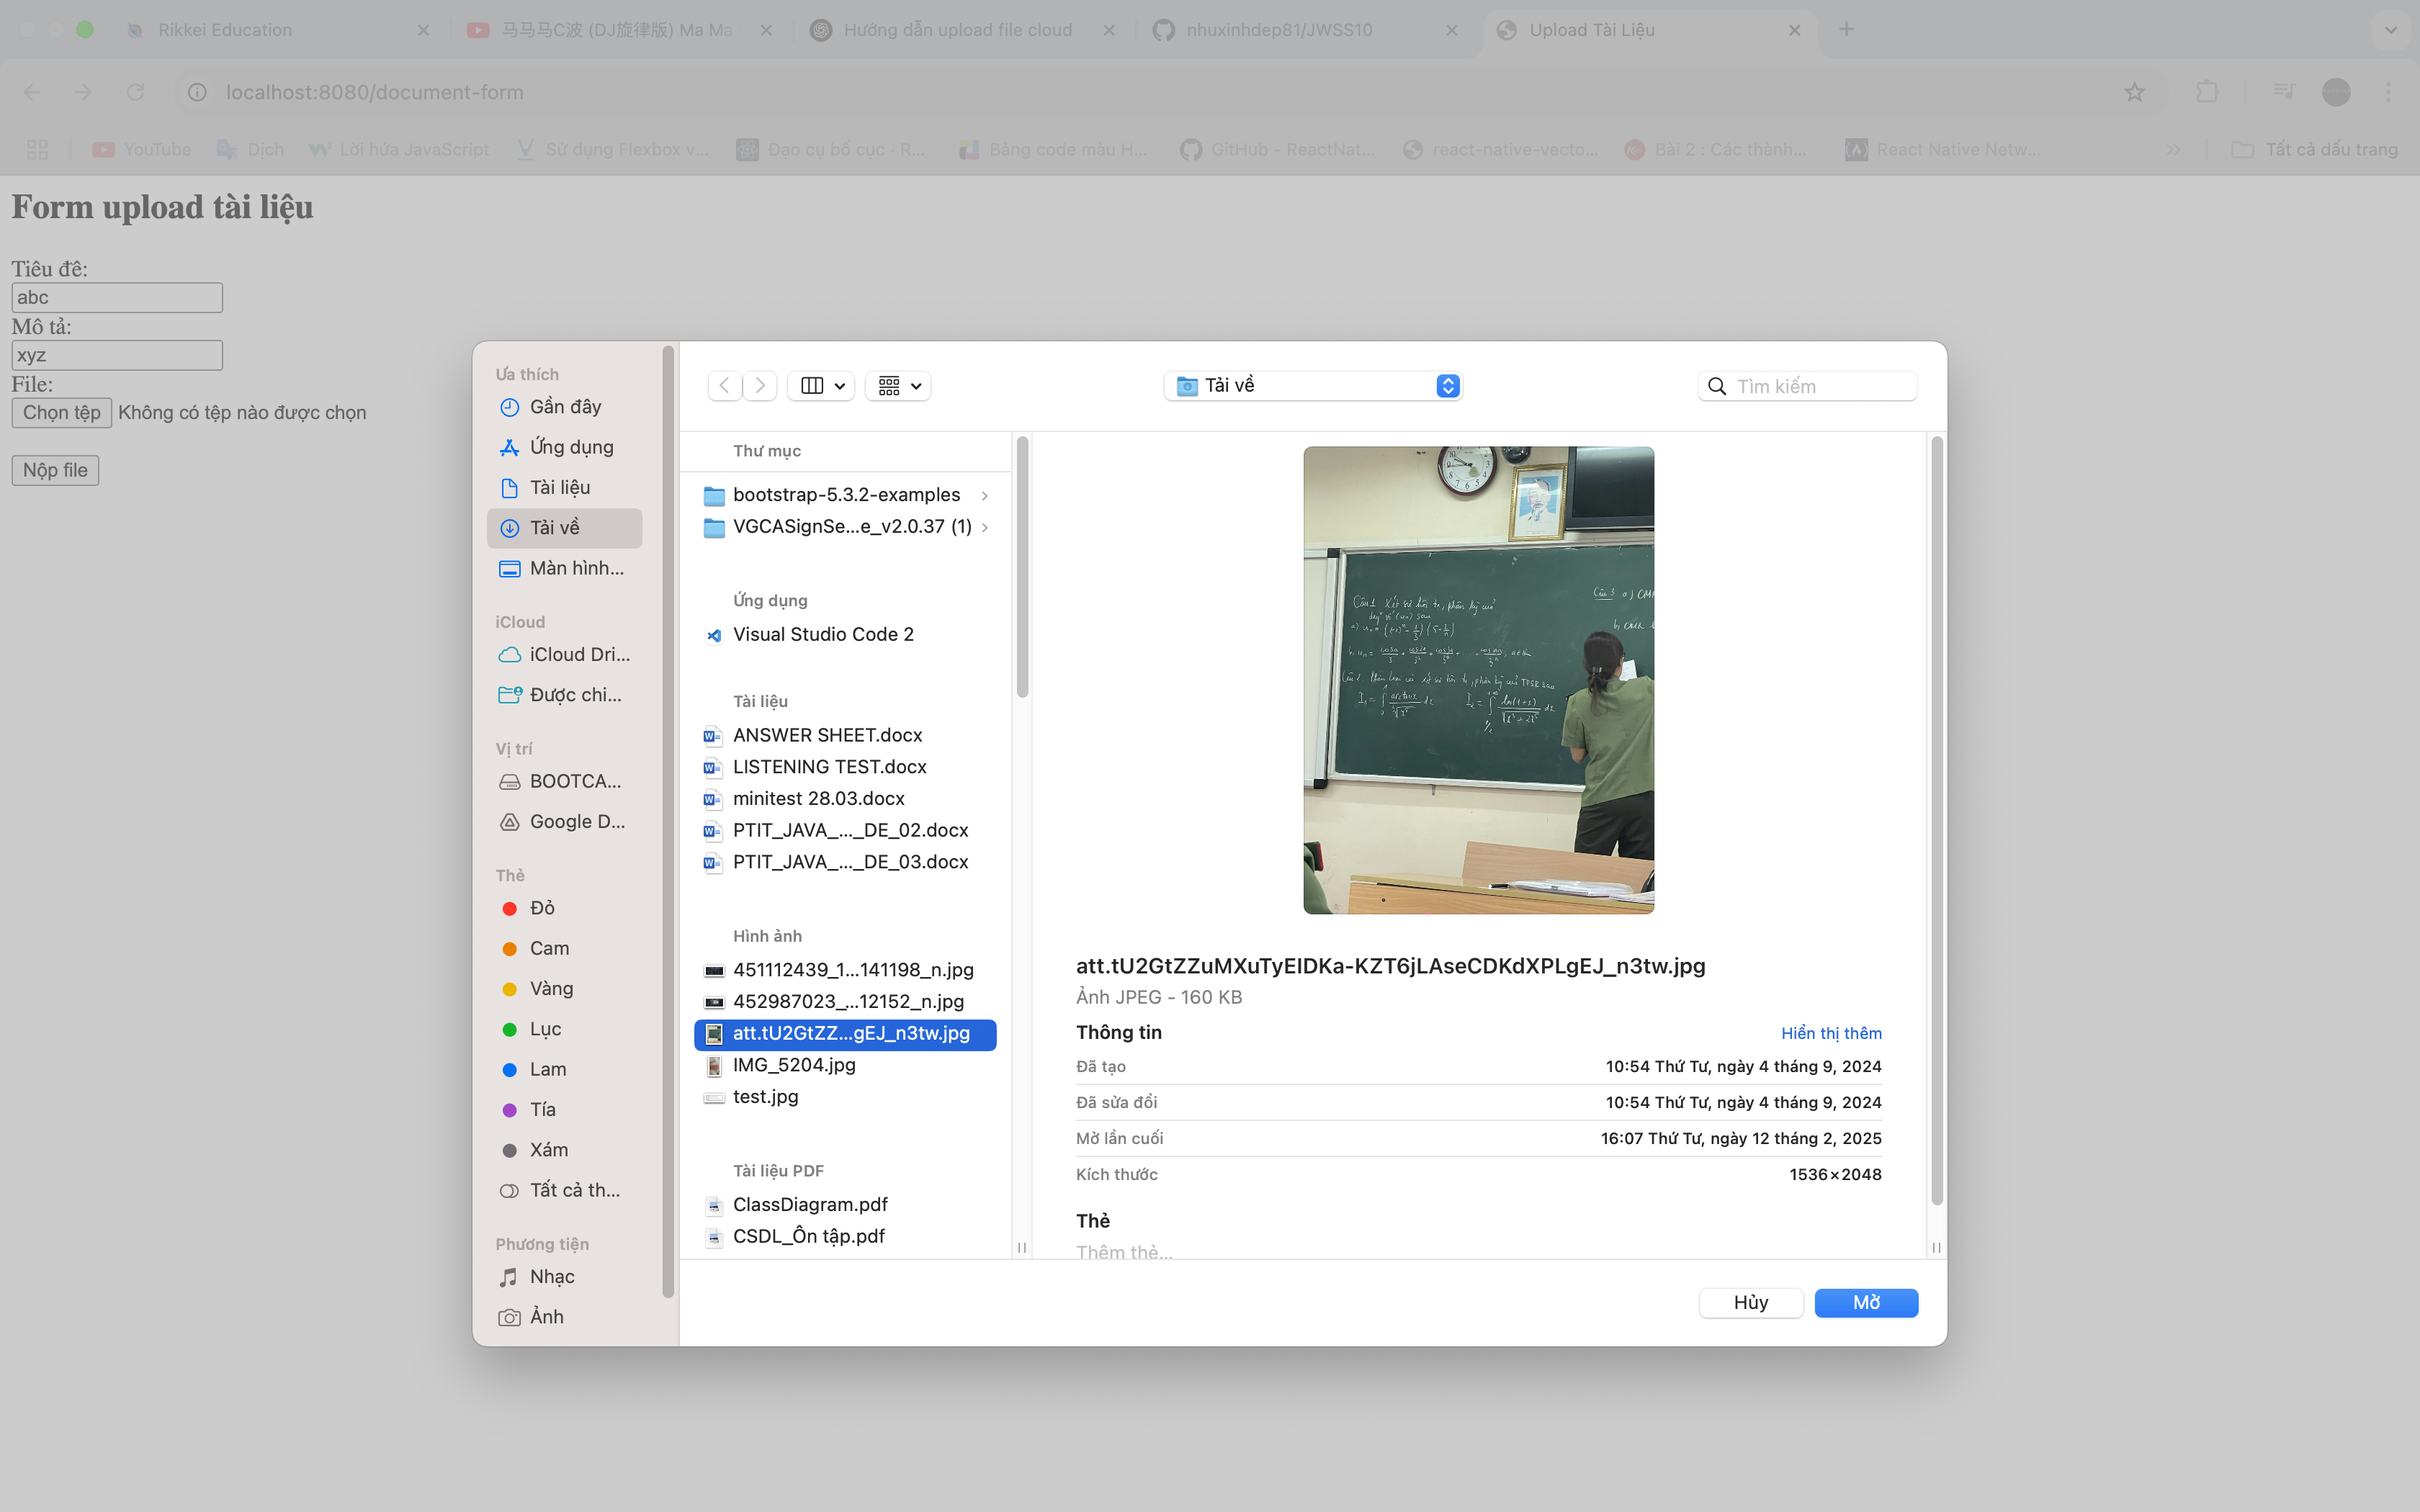 Rikkei Education
马马马C波 (DJ旋律版) Ma Ma
Hướng dẫn upload file cloud
nhuxinhdep81/JWSS10
Upload Tài Liệu
localhost:8080/document-form
YouTube
Dịch
Lời hứa JavaScript
Sử dụng Flexbox v...
Đạo cụ bố cục · R...
Bảng code màu H...
GitHub - ReactNat...
react-native-vecto...
Bài 2 : Các thành...
React Native Netw...
Tất cả dấu trang
Form upload tài liệu
Tiêu đề:
abc
Mô tả:
xyz
File:
Chọn tệp Không có tệp nào được chọn
Nộp file
Ưa thích
Gần đây
Ứng dụng
Tài liệu
Tải về
Màn hình...
iCloud
iCloud Dri...
Được chi...
Vị trí
BOOTCA...
Google D...
Thẻ
Đỏ
Cam
Vàng
Lục
Lam
Tía
Xám
Tất cả th...
Phương tiện
Nhạc
Ảnh
Tải về
Tìm kiếm
Thư mục
bootstrap-5.3.2-examples
VGCASignSe...e_v2.0.37 (1)
Ứng dụng
Visual Studio Code 2
Tài liệu
ANSWER SHEET.docx
LISTENING TEST.docx
minitest 28.03.docx
PTIT_JAVA_..._DE_02.docx
PTIT_JAVA_..._DE_03.docx
Hình ảnh
451112439_1...141198_n.jpg
452987023_...12152_n.jpg
att.tU2GtZZ...gEJ_n3tw.jpg
IMG_5204.jpg
test.jpg
Tài liệu PDF
ClassDiagram.pdf
CSDL_Ôn tập.pdf
att.tU2GtZZuMXuTyEIDKa-KZT6jLAseCDKdXPLgEJ_n3tw.jpg
Ảnh JPEG - 160 KB
Thông tin
Hiển thị thêm
Đã tạo 10:54 Thứ Tư, ngày 4 tháng 9, 2024
Đã sửa đổi 10:54 Thứ Tư, ngày 4 tháng 9, 2024
Mở lần cuối 16:07 Thứ Tư, ngày 12 tháng 2, 2025
Kích thước 1536×2048
Thẻ
Thêm thẻ...
Hủy
Mở